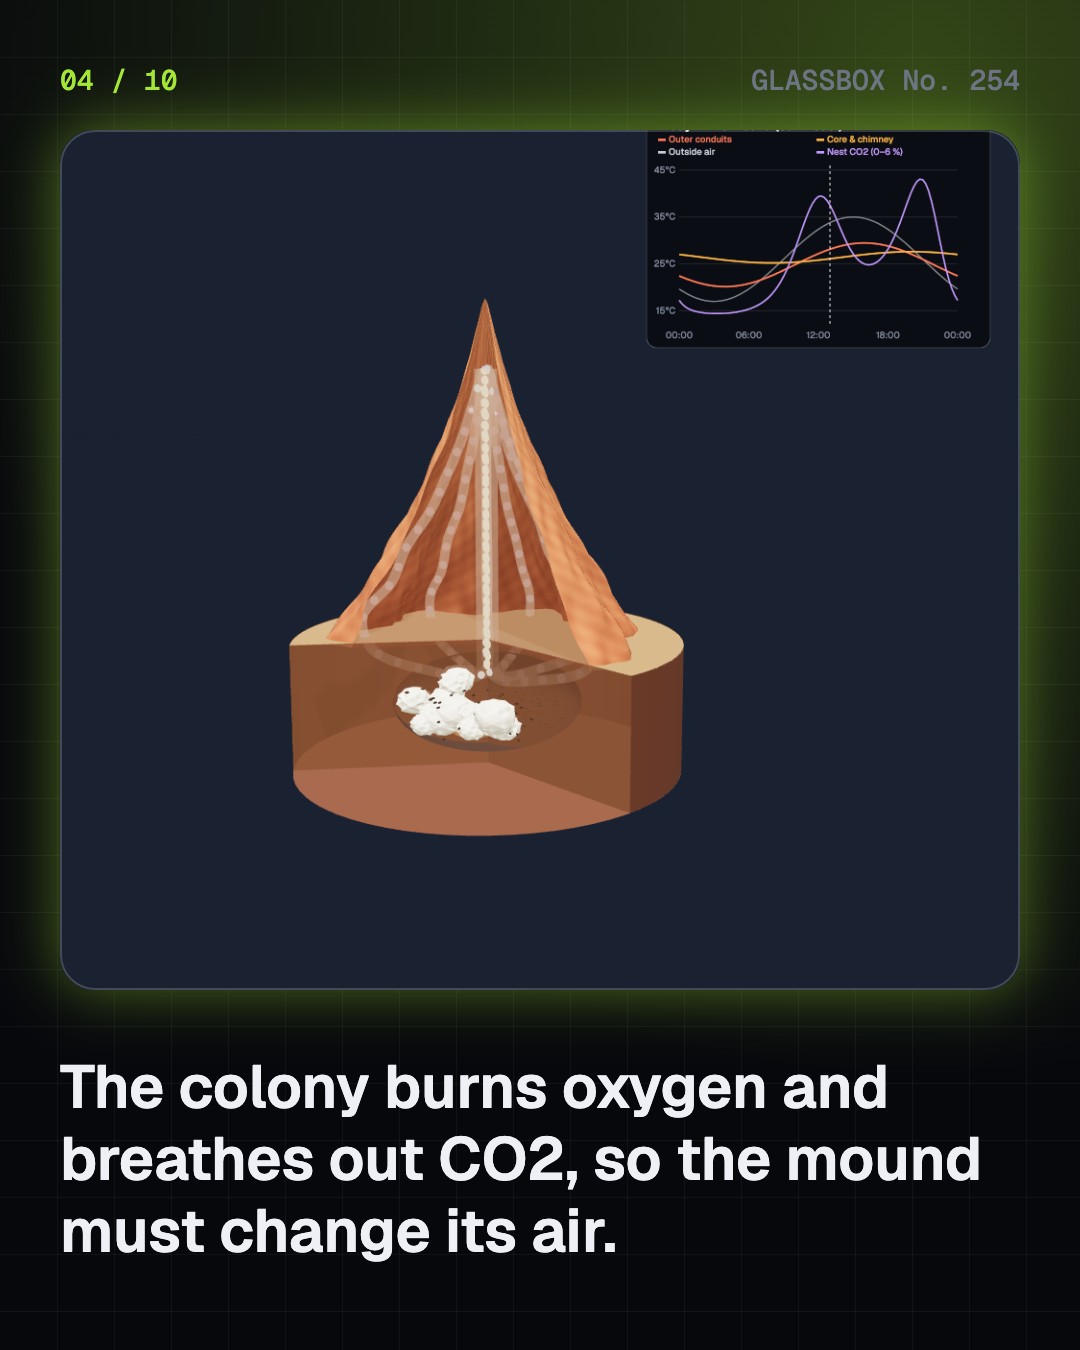 04 / 10
GLASSBOX No. 254
Outer conduits
Core & chimney
Outside air
Nest CO2 (0–6 %)
45°C
35°C
25°C
15°C
00:00 06:00 12:00 18:00 00:00
The colony burns oxygen and
breathes out CO2, so the mound
must change its air.